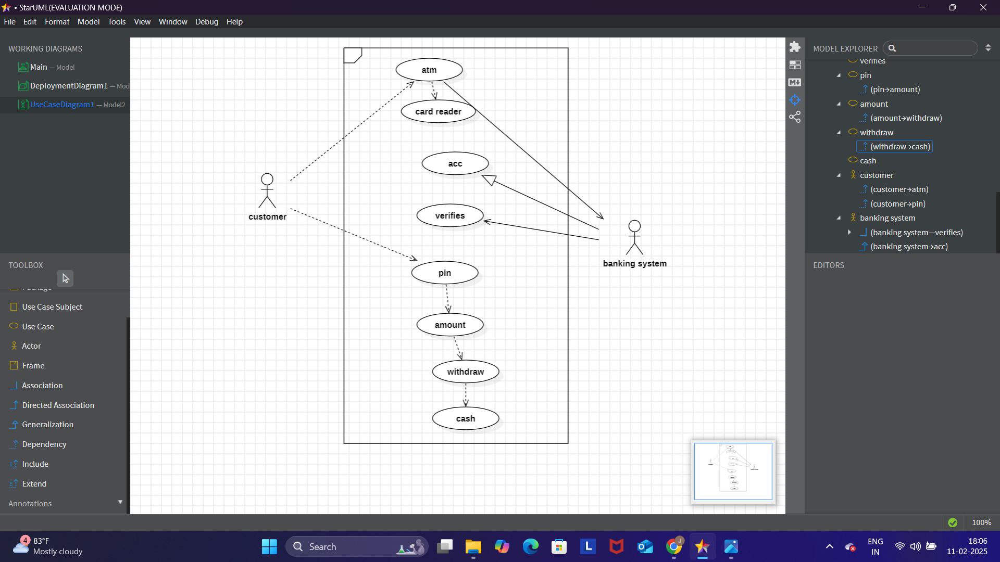 • StarUML(EVALUATION MODE)
File Edit Format Model Tools View Window Debug Help
WORKING DIAGRAMS
Main — Model
DeploymentDiagram1 — Mod
UseCaseDiagram1 — Model2
TOOLBOX
Package
Use Case Subject
Use Case
Actor
Frame
Association
Directed Association
Generalization
Dependency
Include
Extend
Annotations
atm
card reader
acc
verifies
pin
amount
withdraw
cash
customer
banking system
MODEL EXPLORER
verifies
pin
(pin→amount)
amount
(amount→withdraw)
withdraw
(withdraw→cash)
cash
customer
(customer→atm)
(customer→pin)
banking system
(banking system—verifies)
(banking system→acc)
EDITORS
100%
4
83°F
Mostly cloudy
Search
L
J
ENG
IN
18:06
11-02-2025